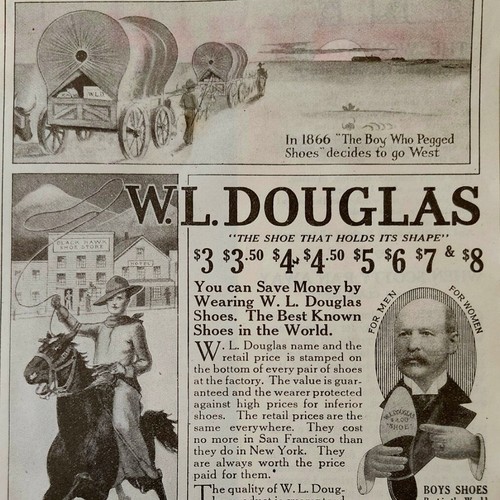 W.L.D.
In 1866 "The Boy Who Pegged
Shoes" decides to go West
W.L.DOUGLAS
"THE SHOE THAT HOLDS ITS SHAPE"
$3 $3.50 $4 $4.50 $5 $6 $7 & $8
BLACK HAWK
SHOE STORE
HOTEL
You can Save Money by
Wearing W. L. Douglas
Shoes. The Best Known
Shoes in the World.
W. L. Douglas name and the
retail price is stamped on
the bottom of every pair of shoes
at the factory. The value is guar-
anteed and the wearer protected
against high prices for inferior
shoes. The retail prices are the
same everywhere. They cost
no more in San Francisco than
they do in New York. They
are always worth the price
paid for them.
The quality of W. L. Doug-
FOR MEN
FOR WOMEN
W.L.DOUGLAS
$4.00
SHOE
BOYS SHOES